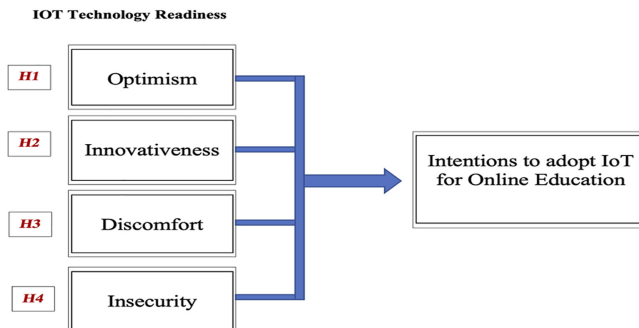 IOT Technology Readiness
H1
Optimism
H2
Innovativeness
Intentions to adopt IoT
for Online Education
H3
Discomfort
H4
Insecurity